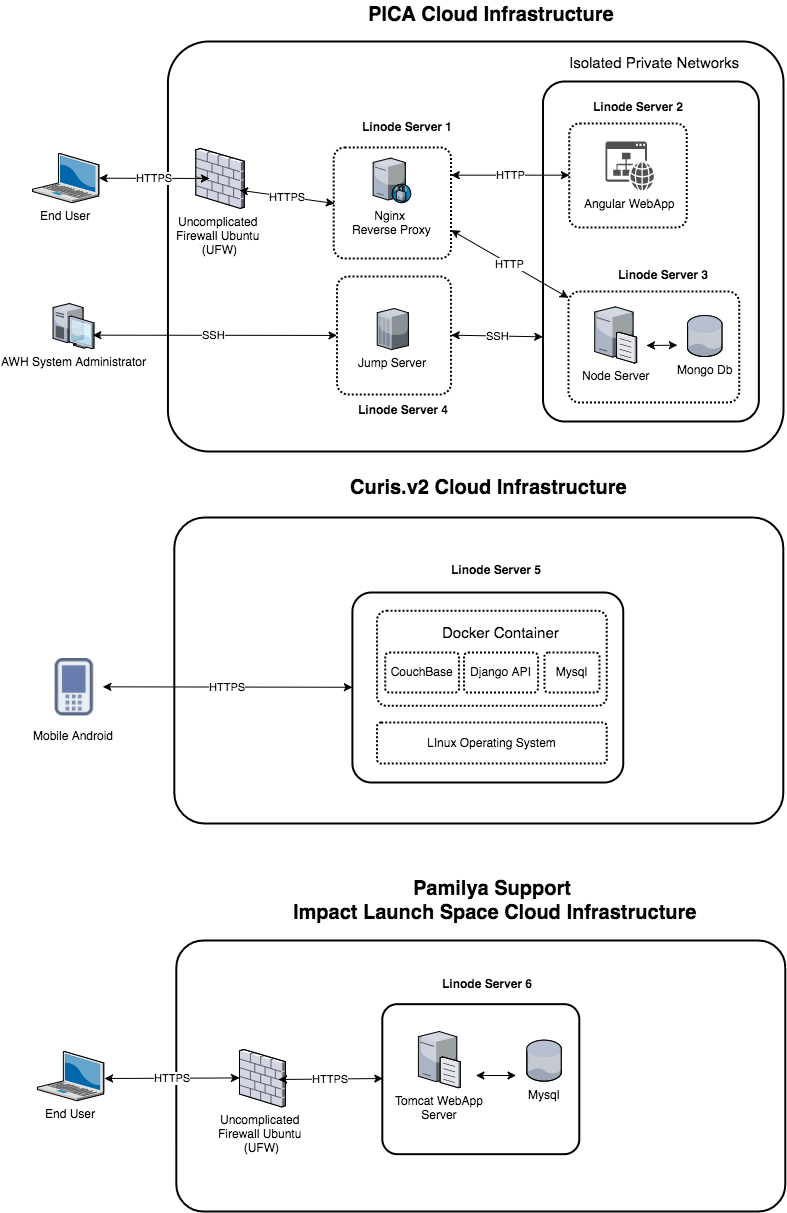 PICA Cloud Infrastructure
Isolated Private Networks
Linode Server 2
Linode Server 1
HTTPS
HTTP
HTTPS
End User
Uncomplicated
Firewall Ubuntu
(UFW)
Nginx
Reverse Proxy
Angular WebApp
HTTP
Linode Server 3
SSH
SSH
AWH System Administrator
Jump Server
Node Server
Mongo Db
Linode Server 4
Curis.v2 Cloud Infrastructure
Linode Server 5
Docker Container
CouchBase
Django API
Mysql
HTTPS
Mobile Android
LInux Operating System
Pamilya Support
Impact Launch Space Cloud Infrastructure
Linode Server 6
HTTPS
HTTPS
End User
Uncomplicated
Firewall Ubuntu
(UFW)
Tomcat WebApp
Server
Mysql